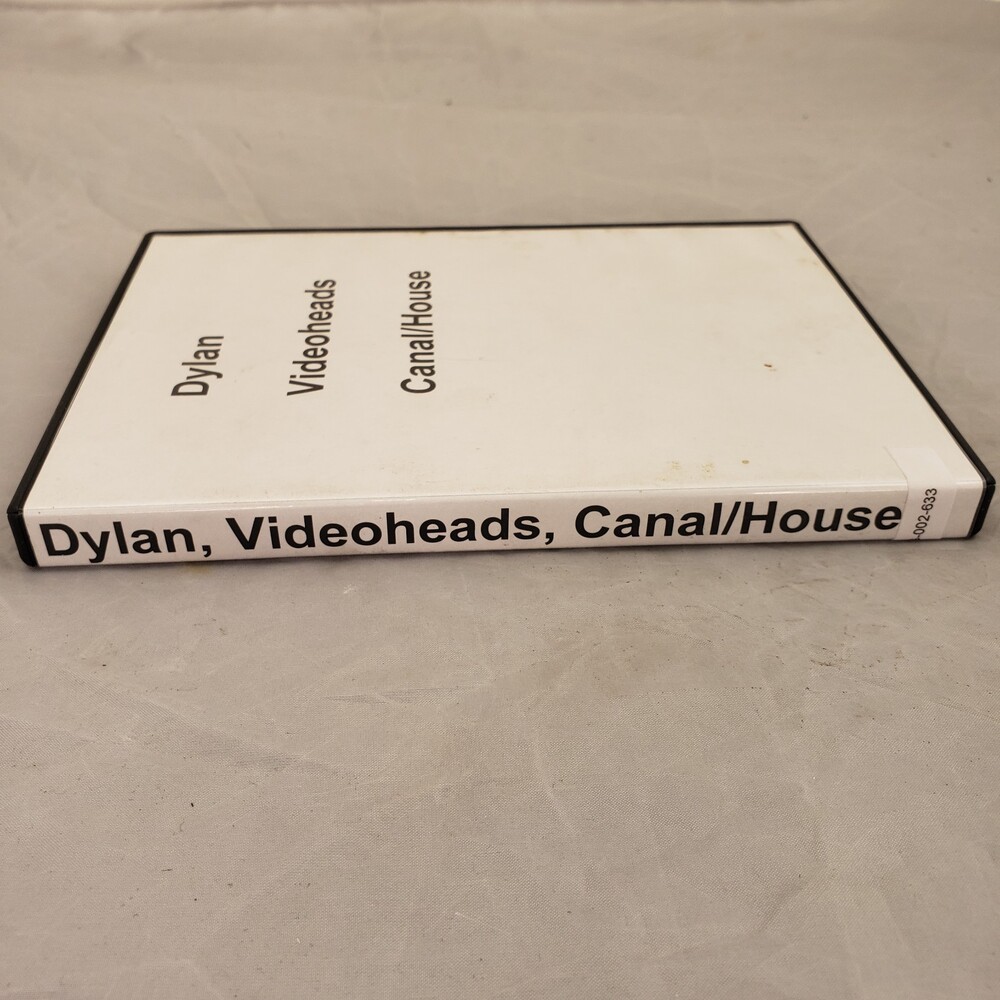 Dylan
Videoheads
Canal/House
Dylan, Videoheads, Canal/House
-002-633